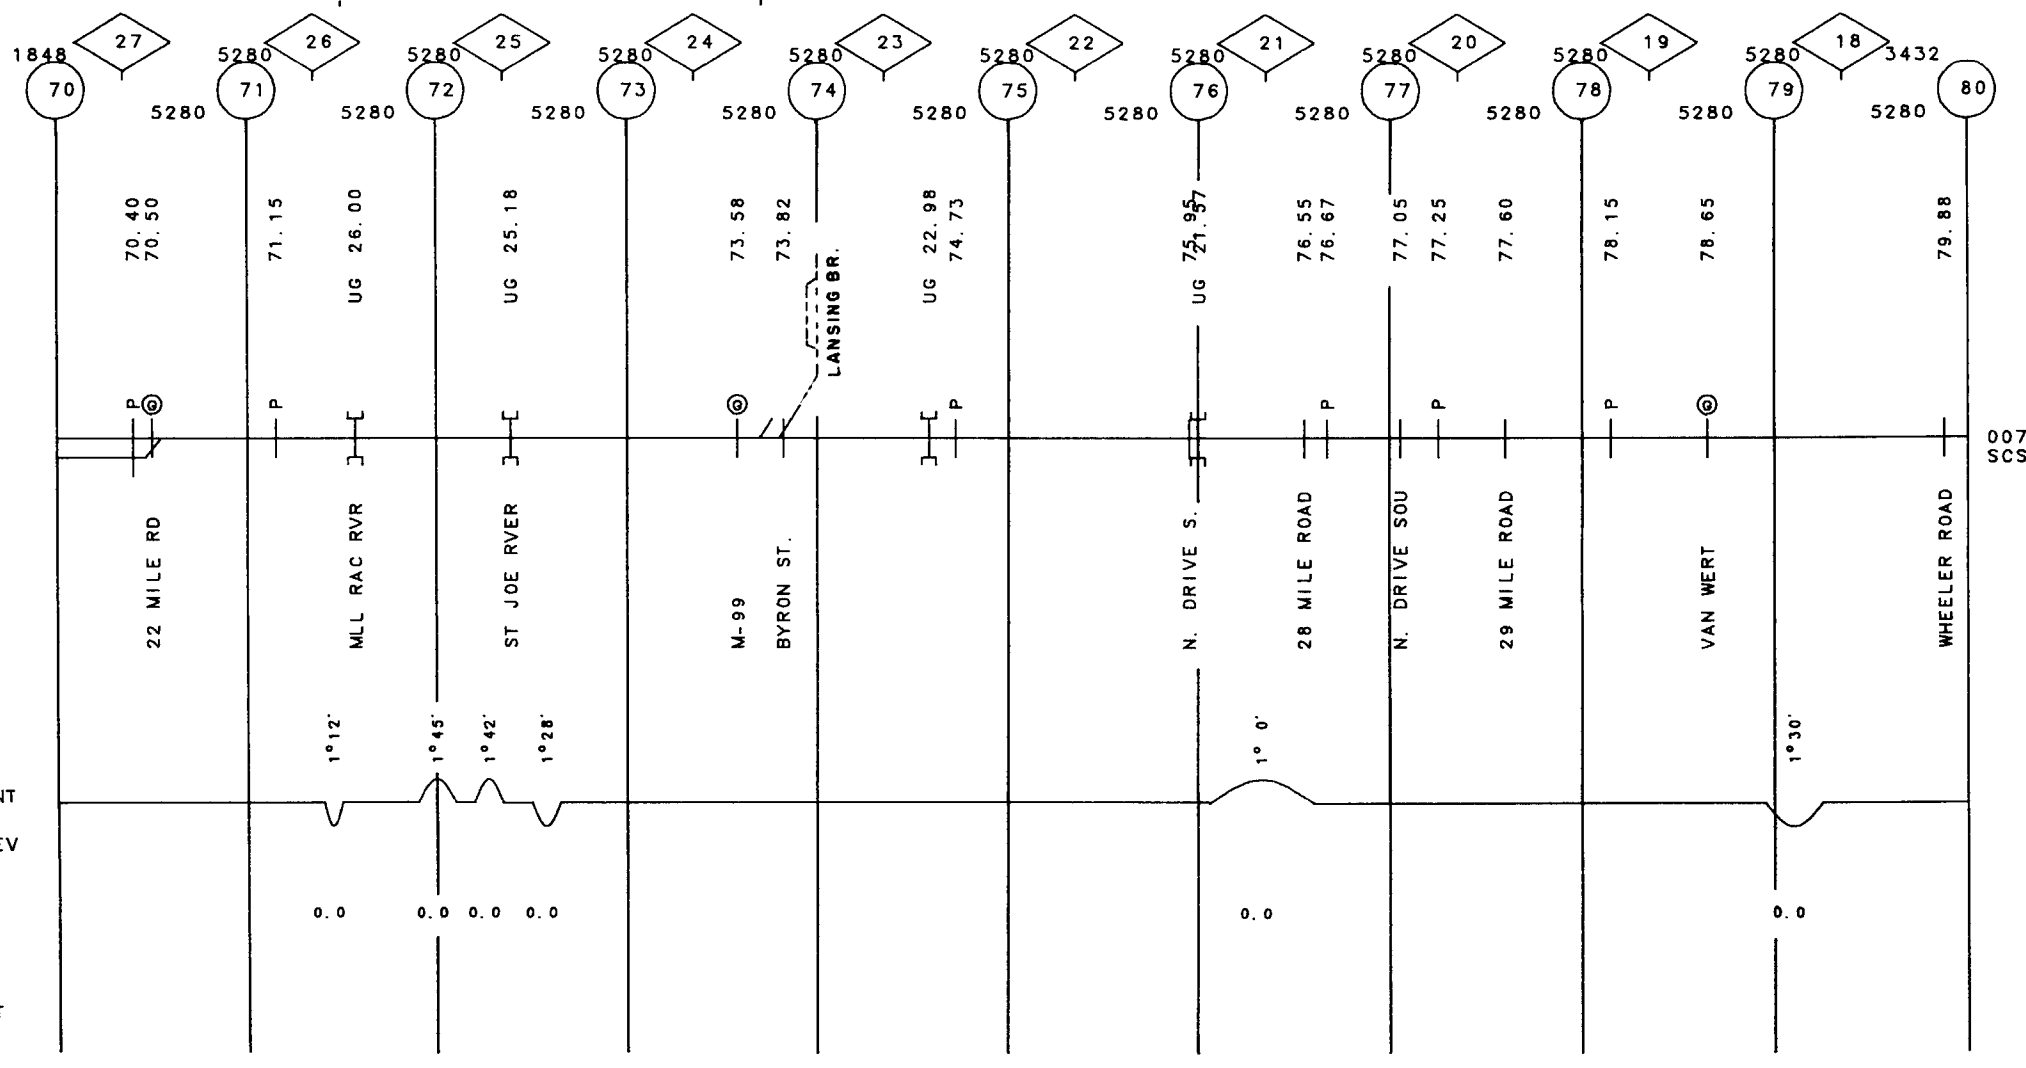 27 26 25 24 23 22 21 20 19 18
1848 5280 5280 5280 5280 5280 5280 5280 5280 5280 3432
70 71 72 73 74 75 76 77 78 79 80
5280 5280 5280 5280 5280 5280 5280 5280 5280 5280
70.40
70.50
71.15
UG 26.00
UG 25.18
73.58
73.82
UG 22.98
74.73
75.95
UG 21.57
76.55
76.67
77.05
77.25
77.60
78.15
78.65
79.88
LANSING BR.
P G P G P P P P G
007
SCS
22 MILE RD
MLL RAC RVR
ST JOE RVER
M-99
BYRON ST.
N. DRIVE S.
28 MILE ROAD
N. DRIVE SOU
29 MILE ROAD
VAN WERT
WHEELER ROAD
1°12'
1°45'
1°42'
1°28'
1° 0'
1°30'
NT
EV
0.0 0.0 0.0 0.0 0.0 0.0